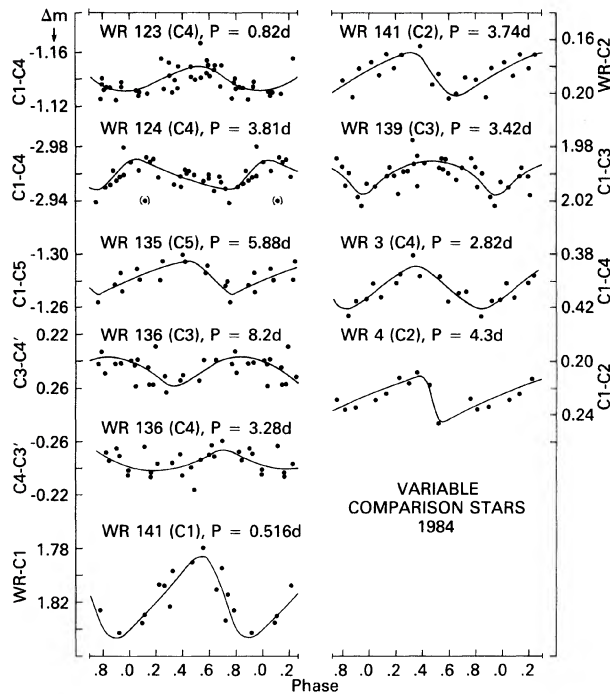 Δm
WR 123 (C4), P = 0.82d
-1.16
-1.12
C1-C4
WR 124 (C4), P = 3.81d
-2.98
-2.94
C1-C4
(•) (•)
WR 135 (C5), P = 5.88d
-1.30
-1.26
C1-C5
WR 136 (C3), P = 8.2d
0.22
0.26
C3-C4'
WR 136 (C4), P = 3.28d
-0.26
-0.22
C4-C3'
WR 141 (C1), P = 0.516d
1.78
1.82
WR-C1
.8 .0 .2 .4 .6 .8 .0 .2
WR 141 (C2), P = 3.74d
0.16
0.20
WR-C2
WR 139 (C3), P = 3.42d
1.98
2.02
C1-C3
WR 3 (C4), P = 2.82d
0.38
0.42
C1-C4
WR 4 (C2), P = 4.3d
0.20
0.24
C1-C2
VARIABLE
COMPARISON STARS
1984
.8 .0 .2 .4 .6 .8 .0 .2
Phase